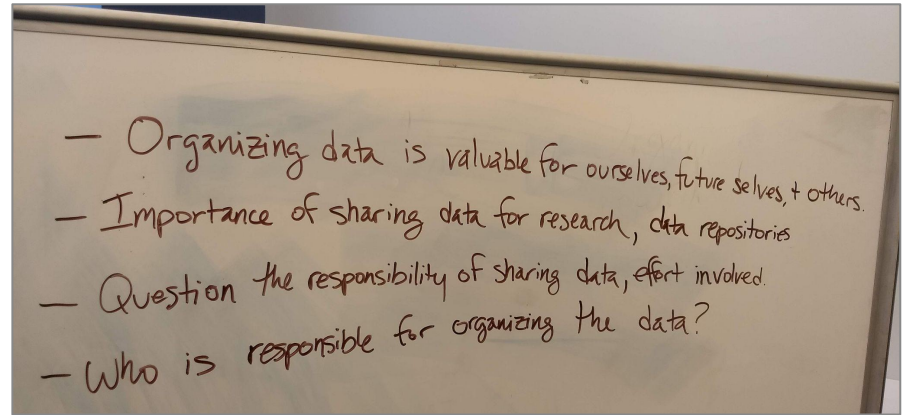 — Organizing data is valuable for ourselves, future selves, + others.
— Importance of sharing data for research, data repositories
— Question the responsibility of sharing data, effort involved.
— Who is responsible for organizing the data?